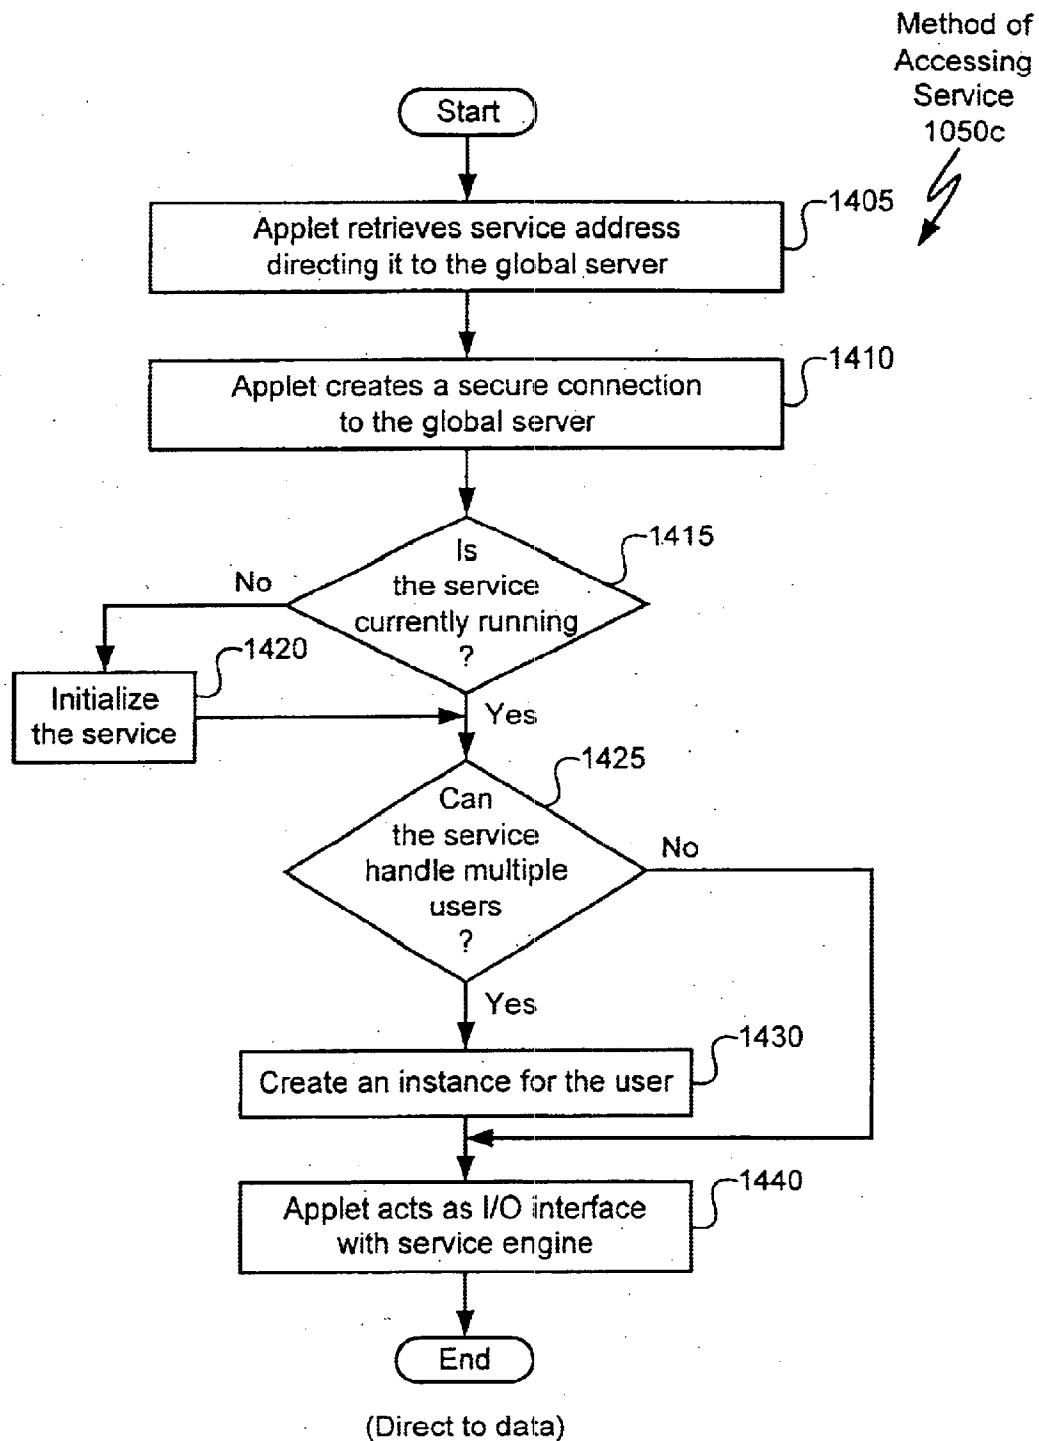 Method of
Accessing
Service
1050c
Start
1405
Applet retrieves service address
directing it to the global server
1410
Applet creates a secure connection
to the global server
1415
Is
the service
currently running
?
No
1420
Initialize
the service
Yes
1425
Can
the service
handle multiple
users
?
No
Yes
1430
Create an instance for the user
1440
Applet acts as I/O interface
with service engine
End
(Direct to data)